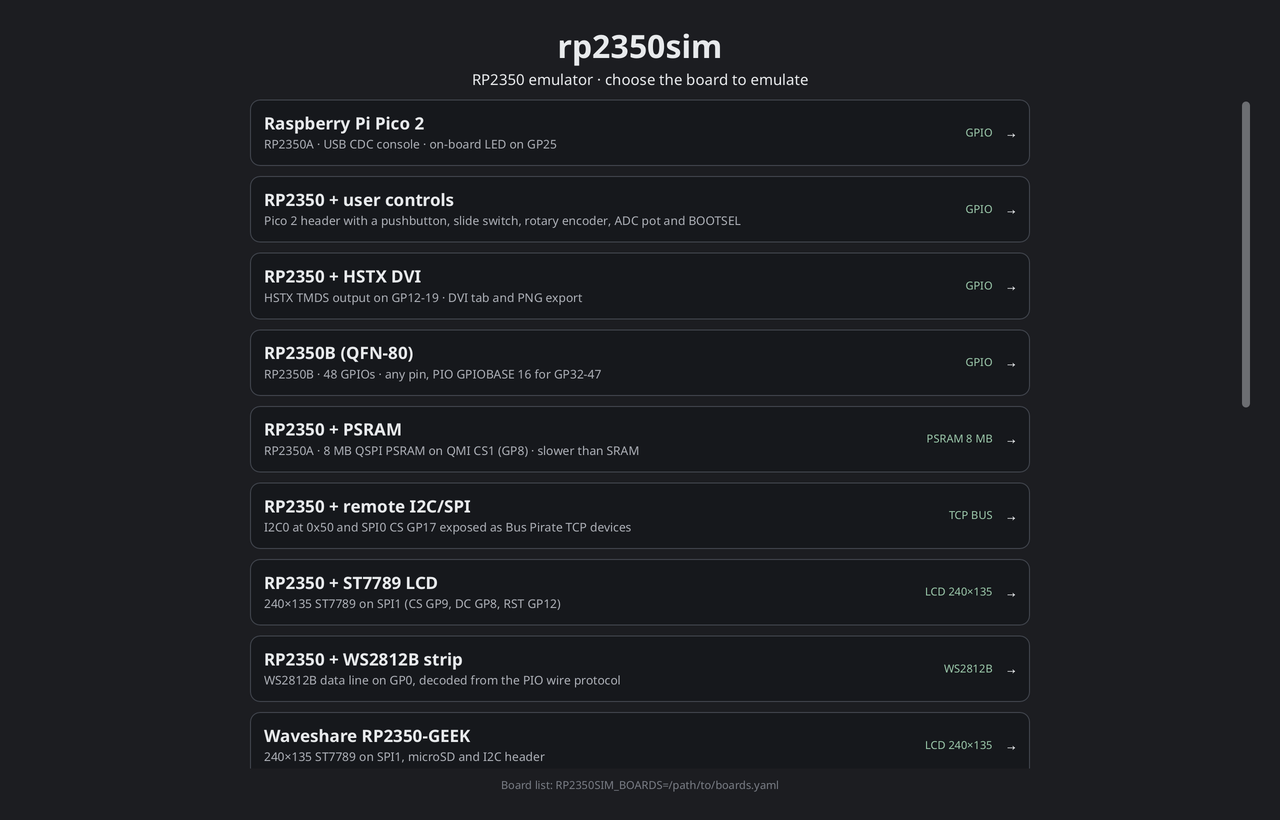 rp2350sim
RP2350 emulator · choose the board to emulate
Raspberry Pi Pico 2
RP2350A · USB CDC console · on-board LED on GP25
GPIO →
RP2350 + user controls
Pico 2 header with a pushbutton, slide switch, rotary encoder, ADC pot and BOOTSEL
GPIO →
RP2350 + HSTX DVI
HSTX TMDS output on GP12-19 · DVI tab and PNG export
GPIO →
RP2350B (QFN-80)
RP2350B · 48 GPIOs · any pin, PIO GPIOBASE 16 for GP32-47
GPIO →
RP2350 + PSRAM
RP2350A · 8 MB QSPI PSRAM on QMI CS1 (GP8) · slower than SRAM
PSRAM 8 MB →
RP2350 + remote I2C/SPI
I2C0 at 0x50 and SPI0 CS GP17 exposed as Bus Pirate TCP devices
TCP BUS →
RP2350 + ST7789 LCD
240×135 ST7789 on SPI1 (CS GP9, DC GP8, RST GP12)
LCD 240×135 →
RP2350 + WS2812B strip
WS2812B data line on GP0, decoded from the PIO wire protocol
WS2812B →
Waveshare RP2350-GEEK
240×135 ST7789 on SPI1, microSD and I2C header
LCD 240×135 →
Board list: RP2350SIM_BOARDS=/path/to/boards.yaml